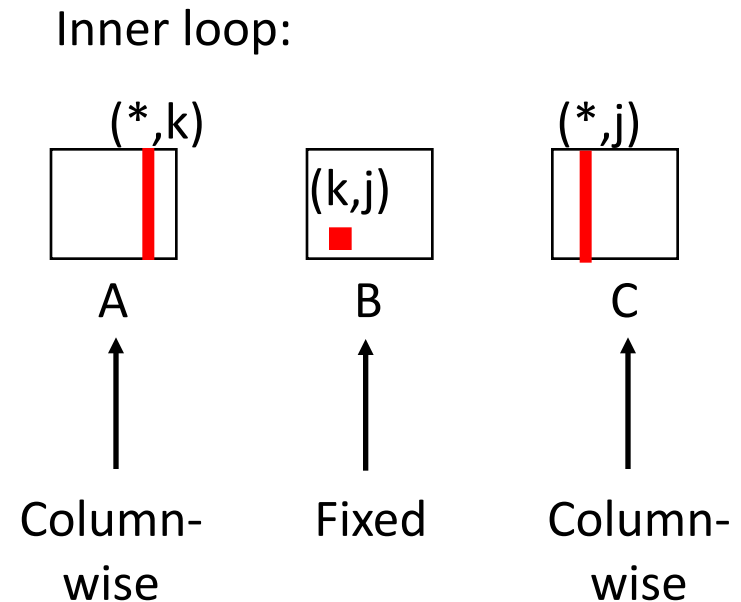 Inner loop:
(*,k)
(*,j)
(k,j)
A
B
C
Column-
wise
Fixed
Column-
wise